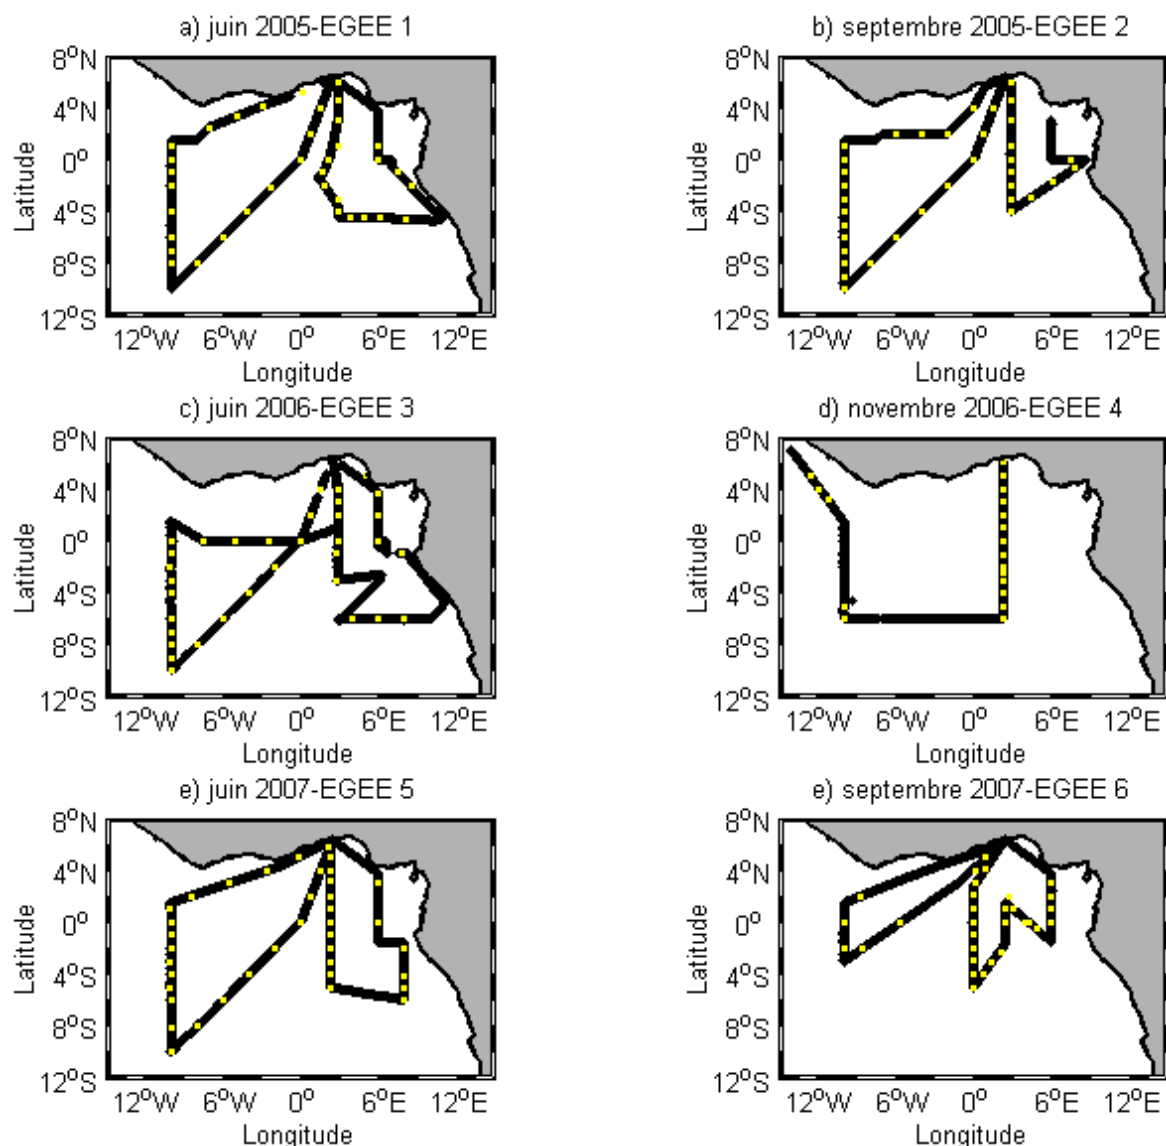 a) juin 2005-EGEE 1
8°N
4°N
0°
4°S
8°S
12°S
Latitude
12°W 6°W 0° 6°E 12°E
Longitude
b) septembre 2005-EGEE 2
8°N
4°N
0°
4°S
8°S
12°S
Latitude
12°W 6°W 0° 6°E 12°E
Longitude
c) juin 2006-EGEE 3
8°N
4°N
0°
4°S
8°S
12°S
Latitude
12°W 6°W 0° 6°E 12°E
Longitude
d) novembre 2006-EGEE 4
8°N
4°N
0°
4°S
8°S
12°S
Latitude
12°W 6°W 0° 6°E 12°E
Longitude
e) juin 2007-EGEE 5
8°N
4°N
0°
4°S
8°S
12°S
Latitude
12°W 6°W 0° 6°E 12°E
Longitude
e) septembre 2007-EGEE 6
8°N
4°N
0°
4°S
8°S
12°S
Latitude
12°W 6°W 0° 6°E 12°E
Longitude